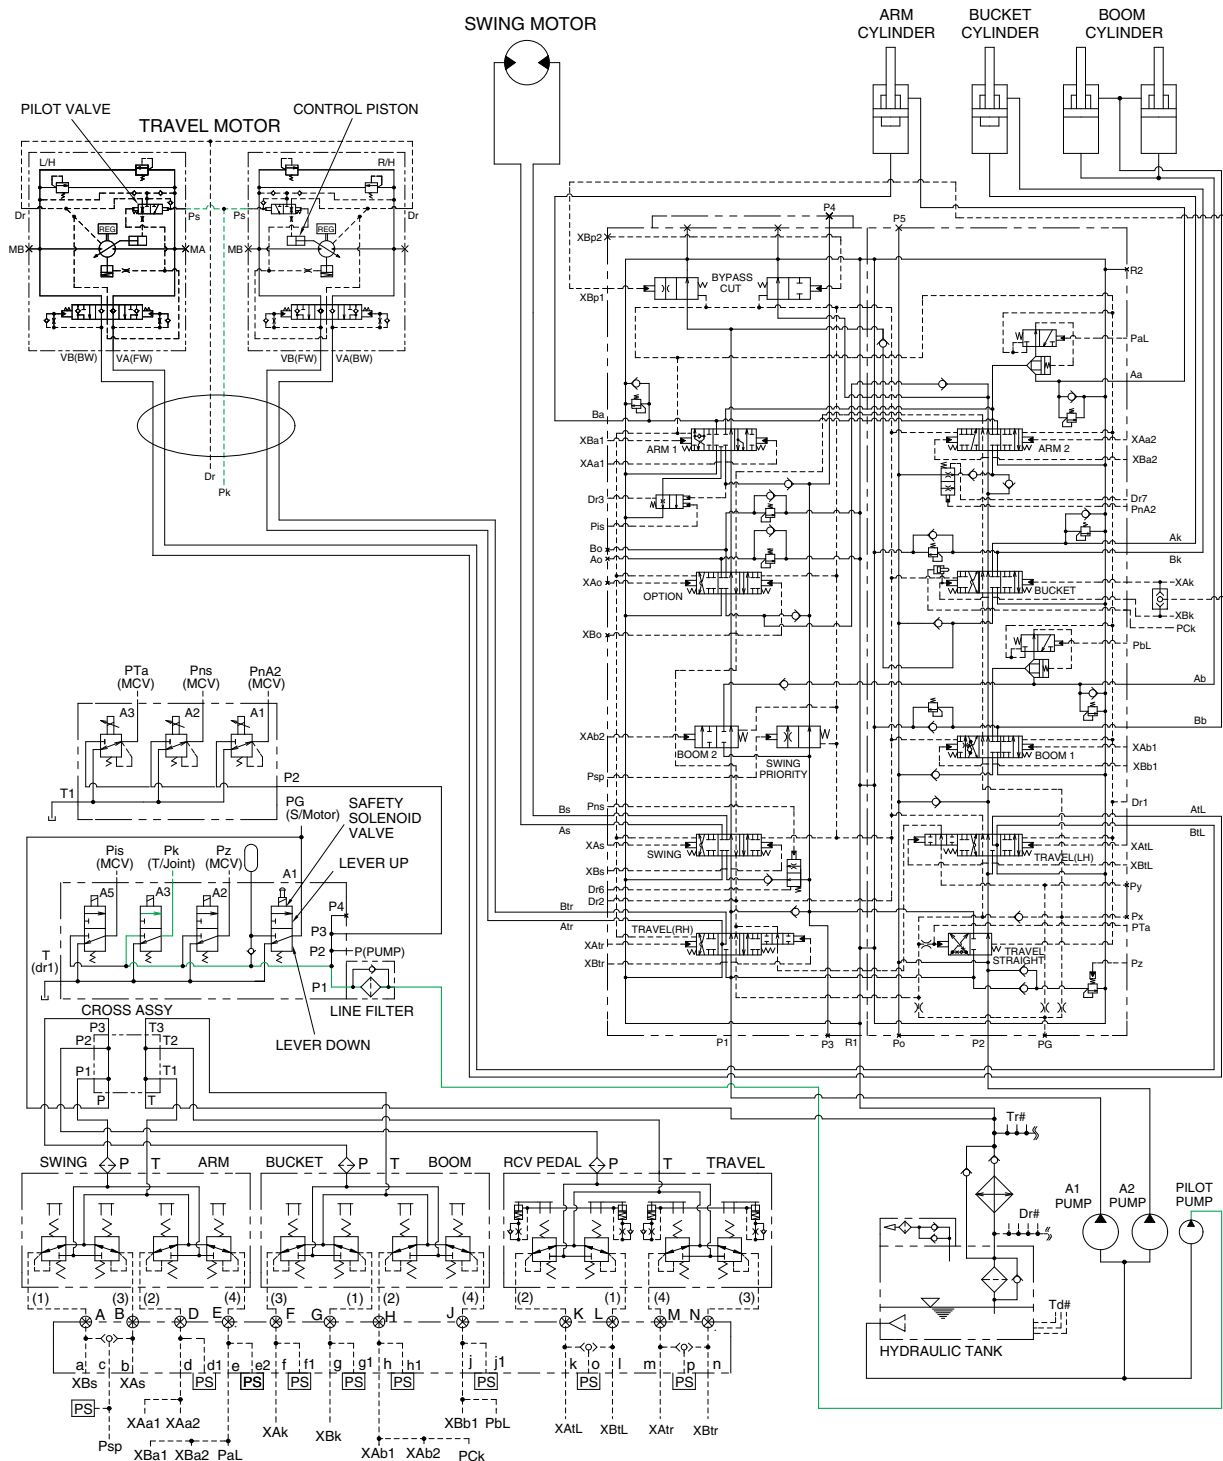 SWING MOTOR
ARM
CYLINDER
BUCKET
CYLINDER
BOOM
CYLINDER
PILOT VALVE
CONTROL PISTON
TRAVEL MOTOR
L/H
R/H
Dr
Ps
Ps
Dr
REG
REG
MB
MA
MB
VB(BW)
VA(FW)
VB(FW)
VA(BW)
Dr
Pk
P4
P5
XBp2
BYPASS
CUT
R2
XBp1
PaL
Aa
Ba
XBa1
ARM 1
ARM 2
XAa2
XAa1
XBa2
Dr3
Dr7
PnA2
Pis
Ak
Bo
Ao
Bk
XAo
OPTION
BUCKET
XAk
XBo
XBk
PCk
PbL
Ab
Bb
XAb2
BOOM 2
SWING
PRIORITY
BOOM 1
XAb1
XBb1
Psp
Pns
Dr1
Bs
As
AtL
BtL
XAs
SWING
TRAVEL(LH)
XAtL
XBs
XBtL
Dr6
Dr2
Py
Btr
Px
Atr
TRAVEL(RH)
PTa
XAtr
TRAVEL
STRAIGHT
XBtr
Pz
P1
P3
R1
Po
P2
PG
PTa
(MCV)
Pns
(MCV)
PnA2
(MCV)
A3
A2
A1
P2
T1
PG
(S/Motor)
SAFETY
SOLENOID
VALVE
Pis
(MCV)
Pk
(T/Joint)
Pz
(MCV)
LEVER UP
A5
A3
A2
A1
P4
P3
P2
P(PUMP)
T
(dr1)
P1
LINE FILTER
LEVER DOWN
CROSS ASSY
P3
T3
P2
T2
P1
T1
P
T
SWING
P
T
ARM
BUCKET
P
T
BOOM
RCV PEDAL
P
T
TRAVEL
(1)
(3)
(2)
(4)
(3)
(1)
(2)
(4)
(2)
(1)
(4)
(3)
A
B
D
E
F
G
H
J
K
L
M
N
a
c
b
d
d1
e
e2
f
f1
g
g1
h
h1
j
j1
k
o
l
m
p
n
XBs
XAs
PS
PS
PS
PS
PS
PS
PS
PS
PS
XAa1
XAa2
XBa1
XBa2
PaL
Psp
XAk
XBk
XAb1
XAb2
PCk
XBb1
PbL
XAtL
XBtL
XAtr
XBtr
Tr#
Dr#
Td#
A1
PUMP
A2
PUMP
PILOT
PUMP
HYDRAULIC TANK